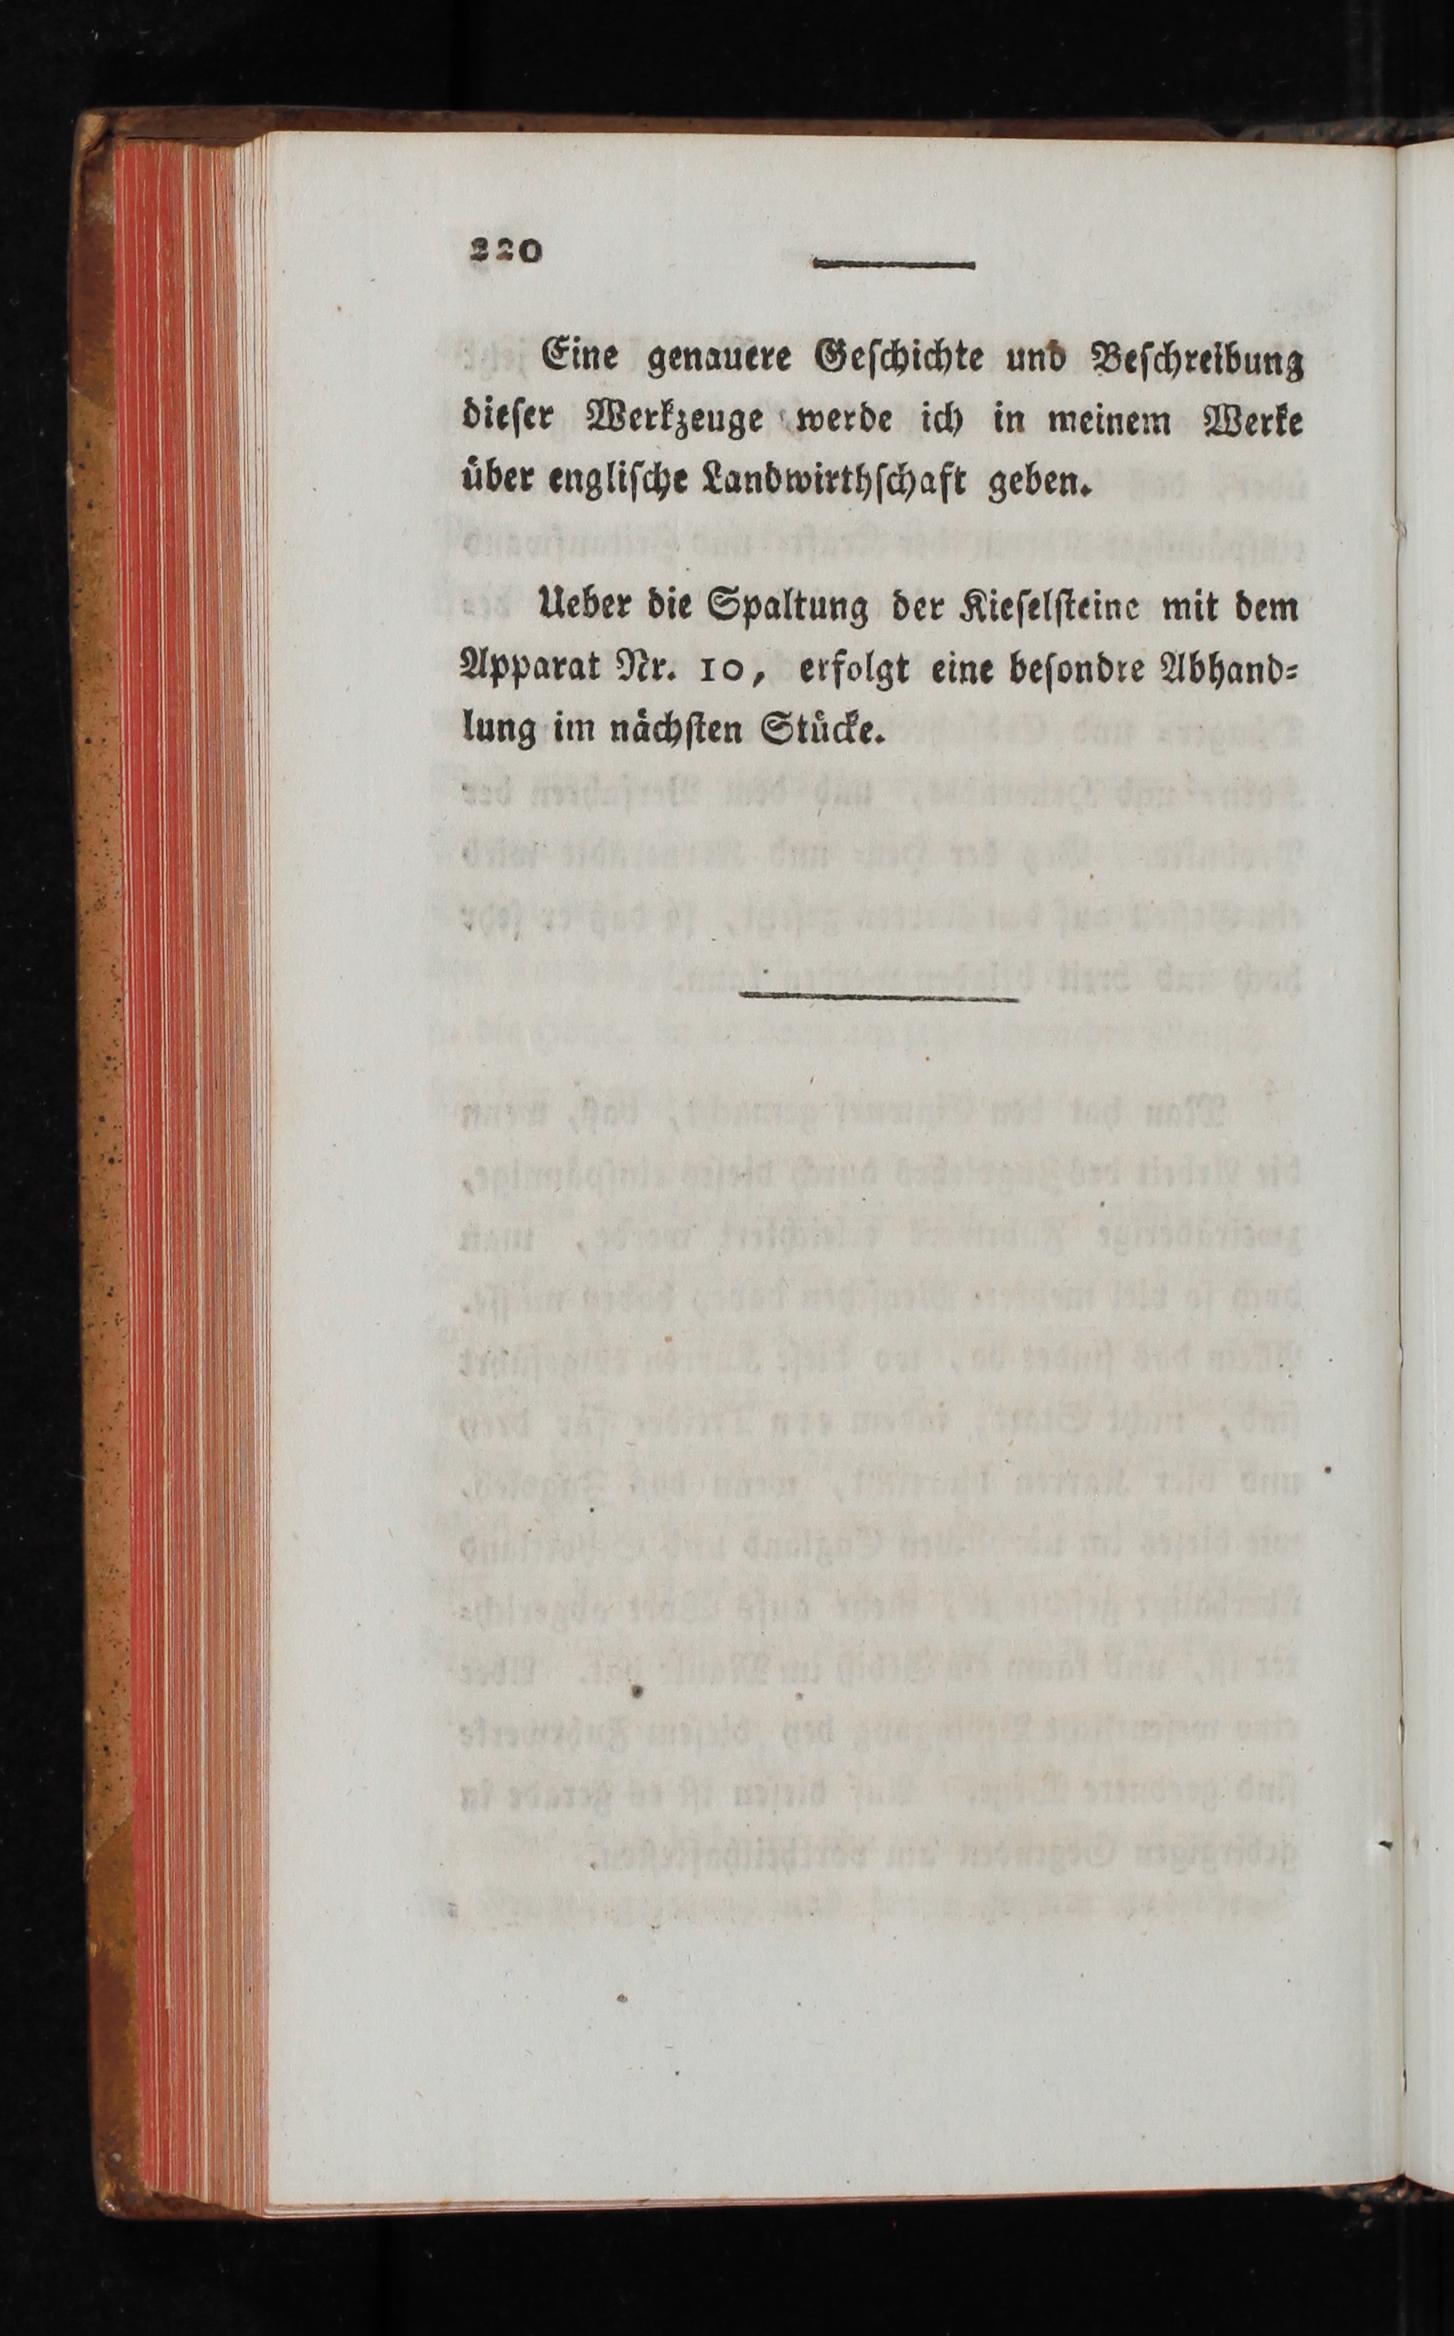 220
Eine genauere Geſchichte und Beſchreibung
dieſer Werkzeuge werde ich in meinem Werke
über engliſche Landwirthſchaft geben.
Ueber die Spaltung der Kieſelſteine mit dem
Apparat Nr. 10, erfolgt eine beſondre Abhand⸗
lung im nächſten Stücke.